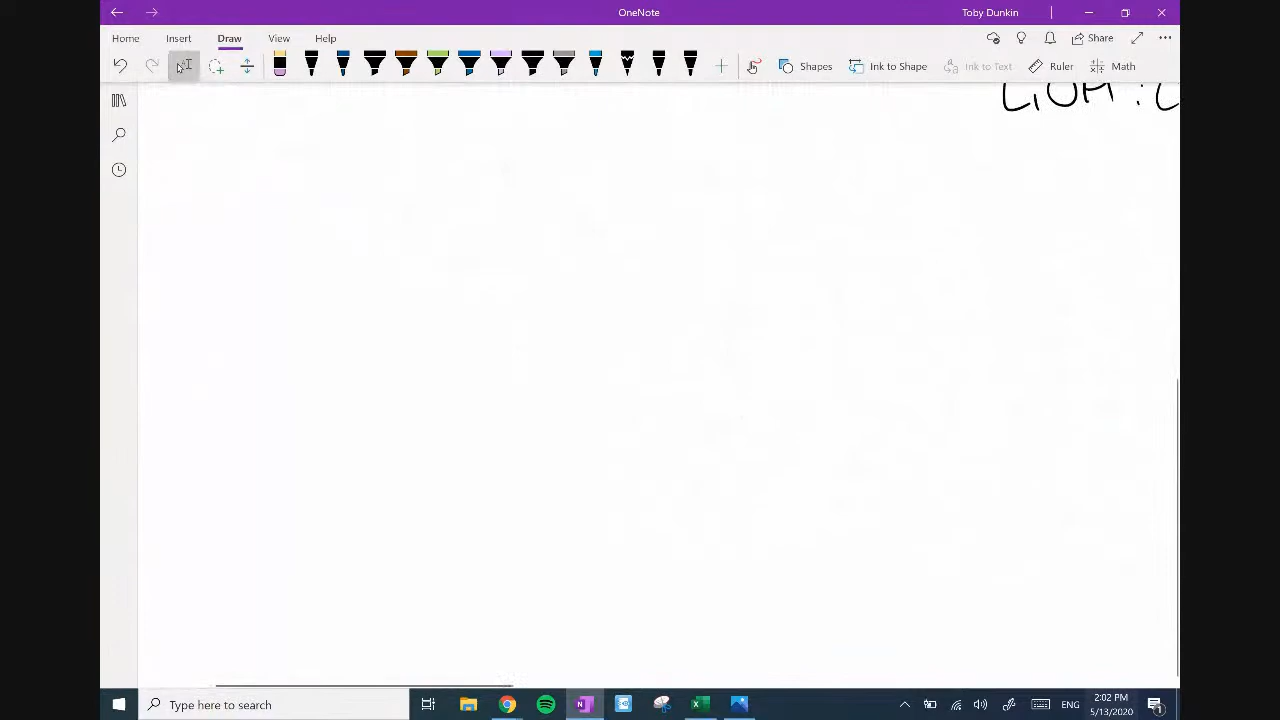 OneNote
Toby Dunkin
Home Insert Draw View Help
Share
Shapes Ink to Shape Ink to Text Ruler Math
LiOH :
Type here to search
ENG
2:02 PM
5/13/2020